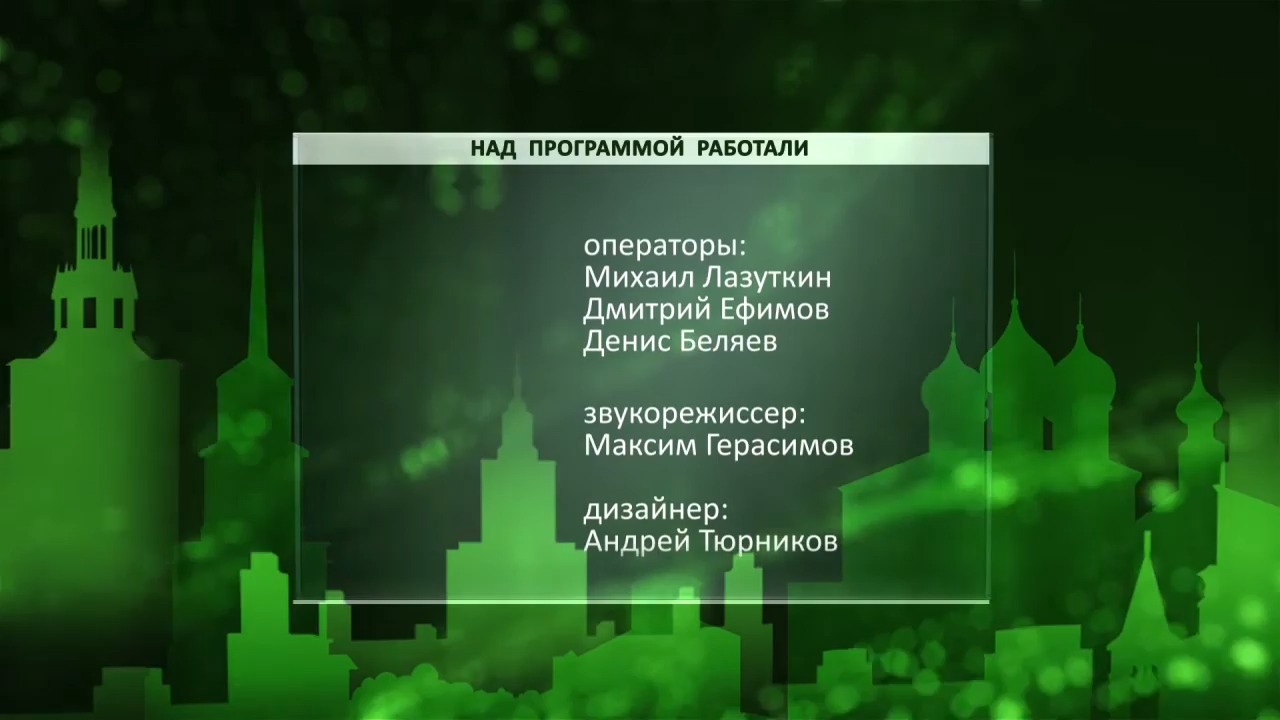 НАД ПРОГРАММОЙ РАБОТАЛИ
операторы:
Михаил Лазуткин
Дмитрий Ефимов
Денис Беляев
звукорежиссер:
Максим Герасимов
дизайнер:
Андрей Тюрников